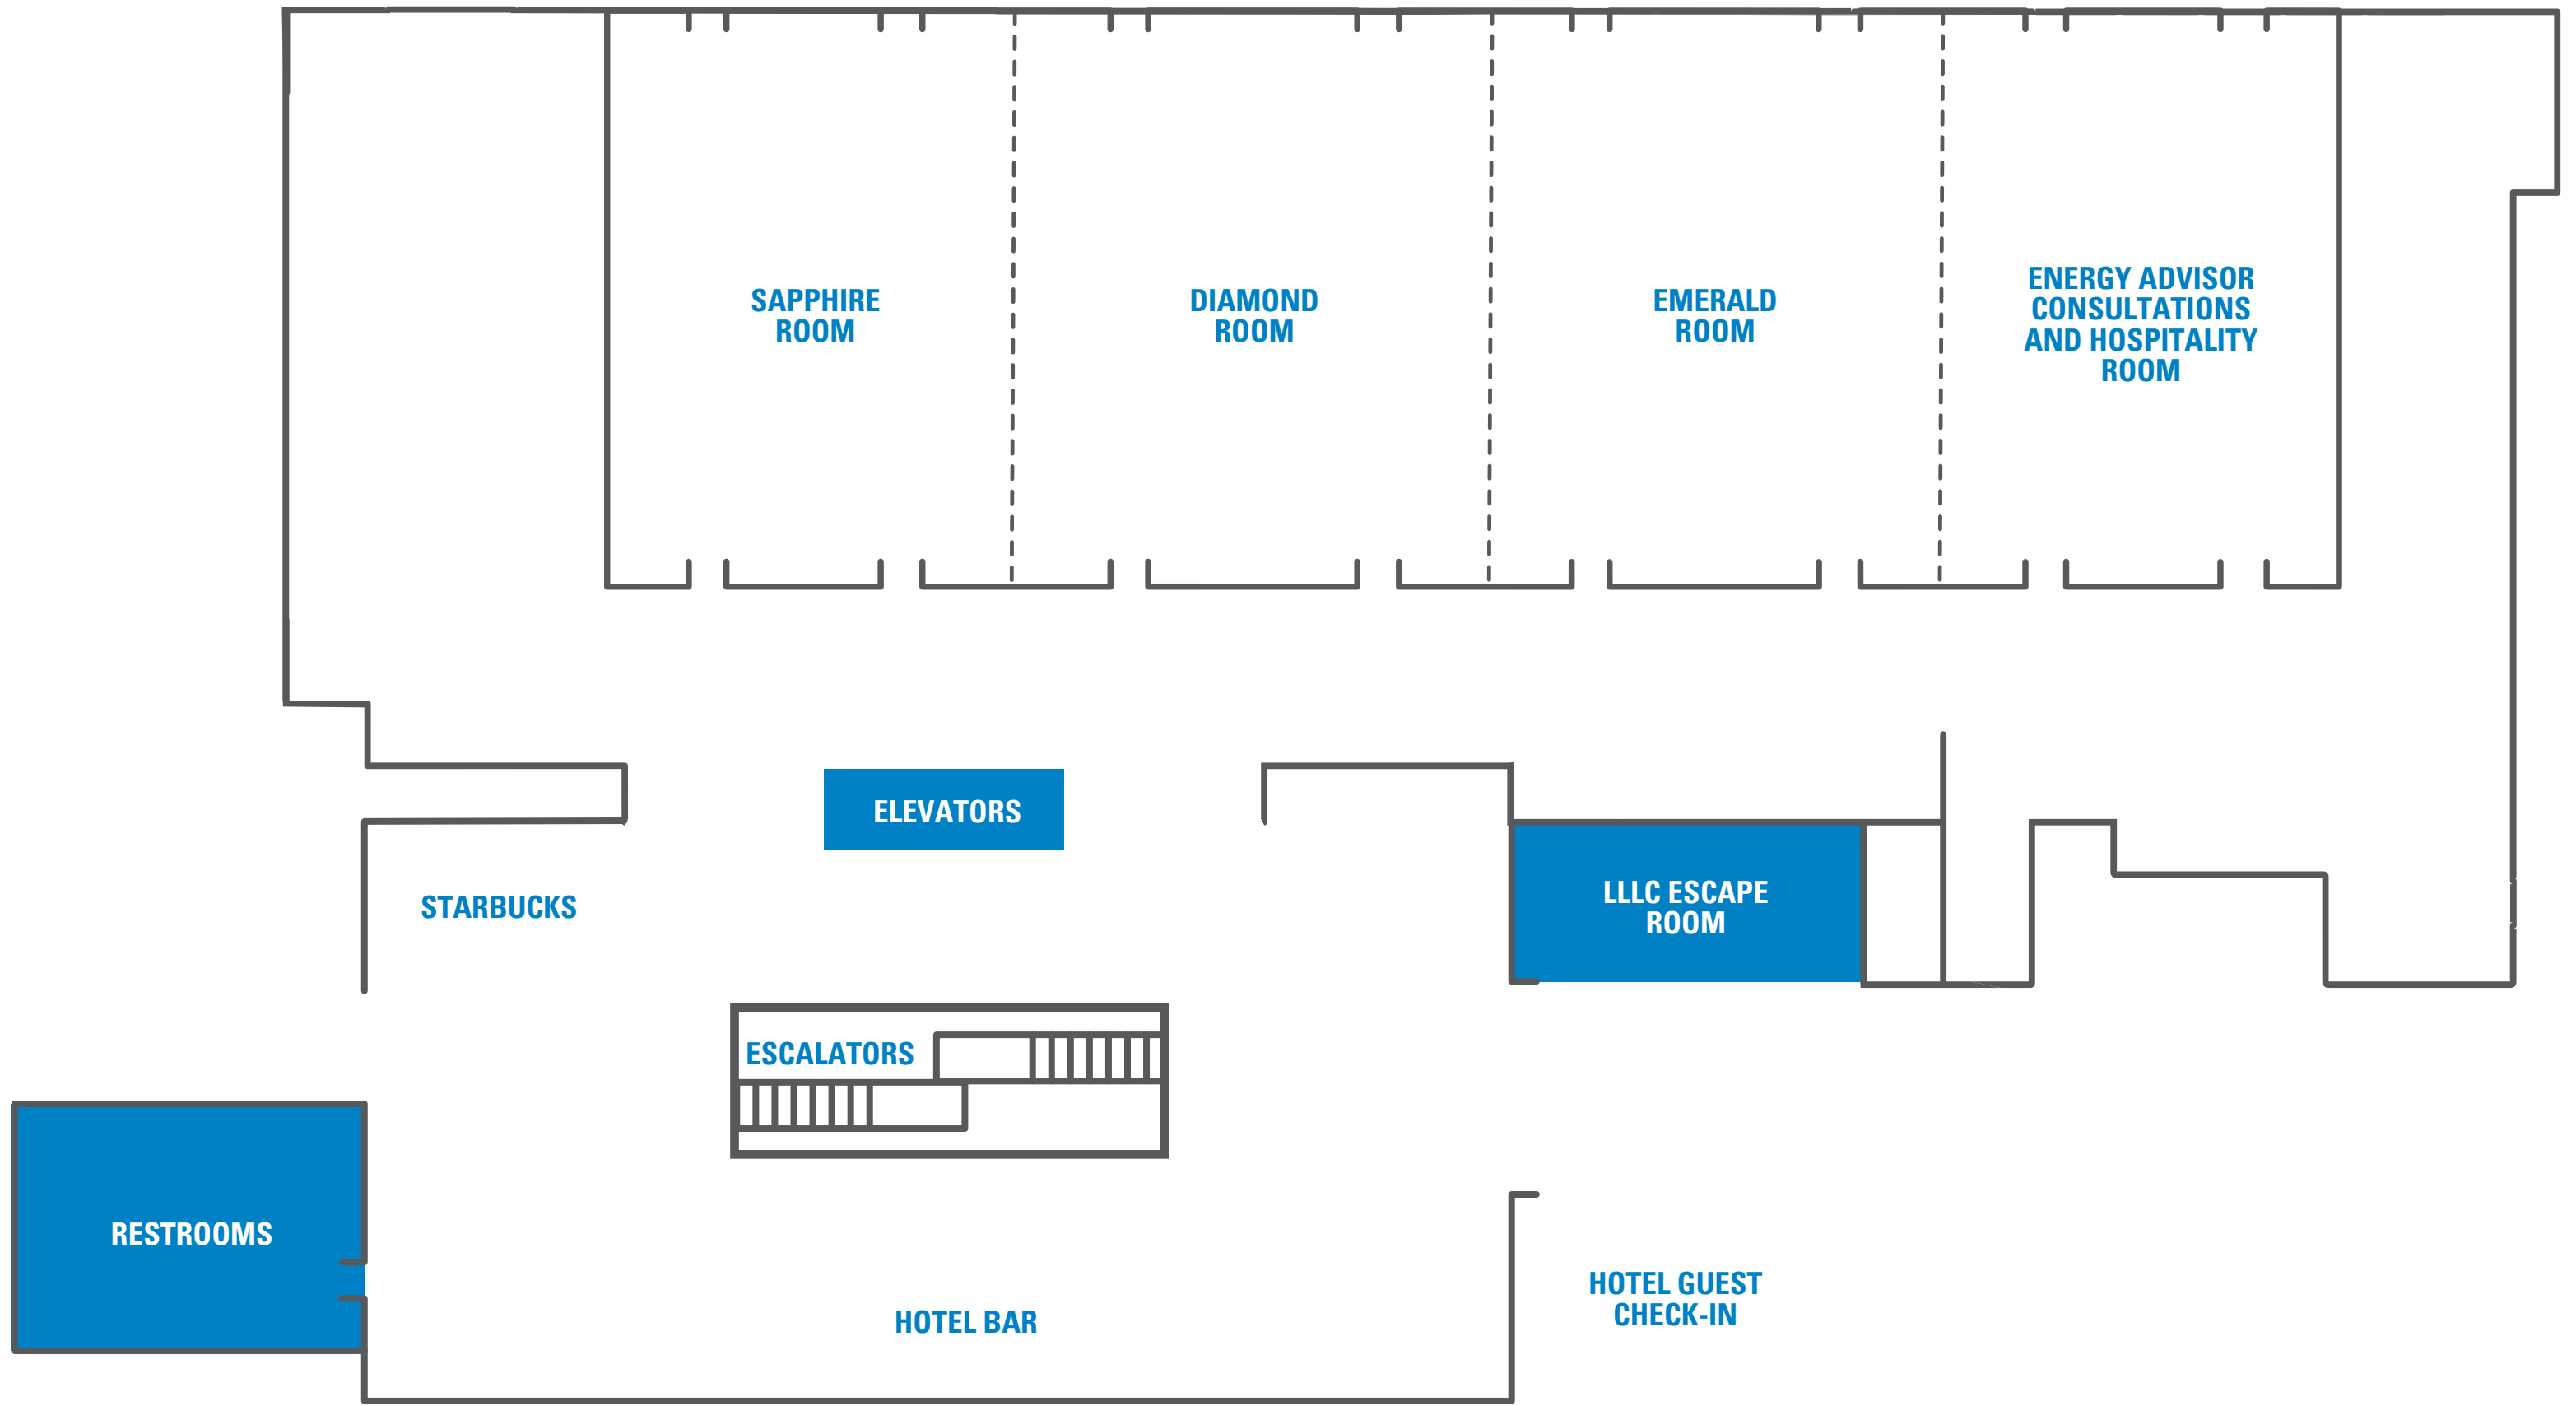 SAPPHIRE
ROOM
DIAMOND
ROOM
EMERALD
ROOM
ENERGY ADVISOR
CONSULTATIONS
AND HOSPITALITY
ROOM
ELEVATORS
STARBUCKS
LLLC ESCAPE
ROOM
ESCALATORS
RESTROOMS
HOTEL BAR
HOTEL GUEST
CHECK-IN